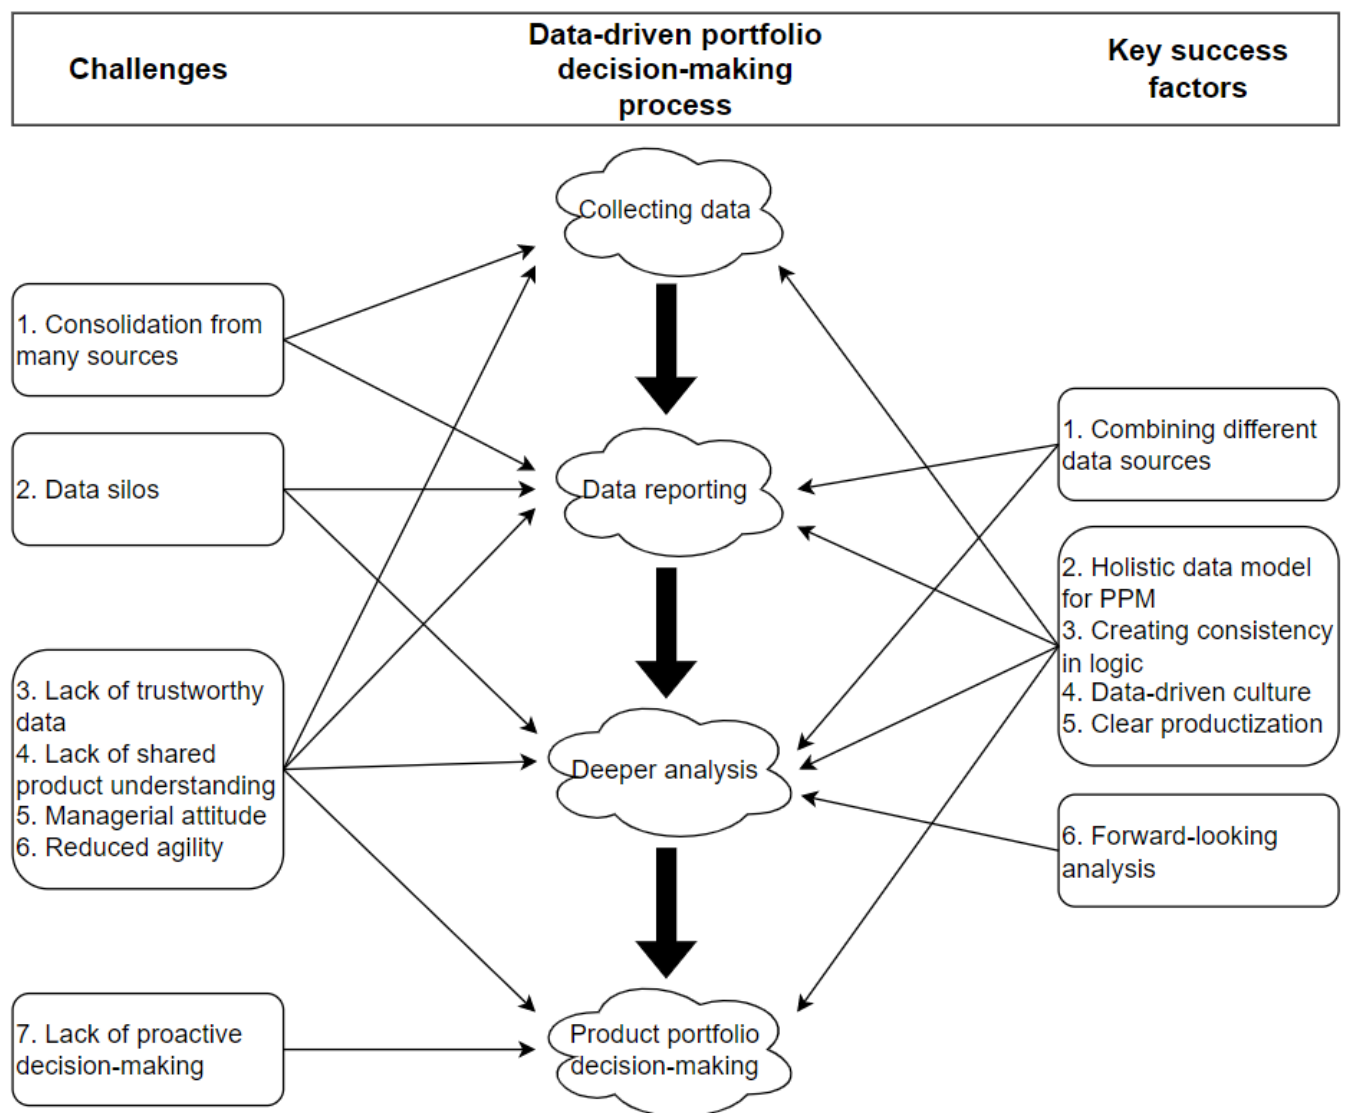 Challenges
Data-driven portfolio
decision-making
process
Key success
factors
Collecting data
1. Consolidation from
many sources
1. Combining different
data sources
2. Data silos
Data reporting
2. Holistic data model
for PPM
3. Creating consistency
in logic
4. Data-driven culture
5. Clear productization
3. Lack of trustworthy
data
4. Lack of shared
product understanding
5. Managerial attitude
6. Reduced agility
Deeper analysis
6. Forward-looking
analysis
7. Lack of proactive
decision-making
Product portfolio
decision-making